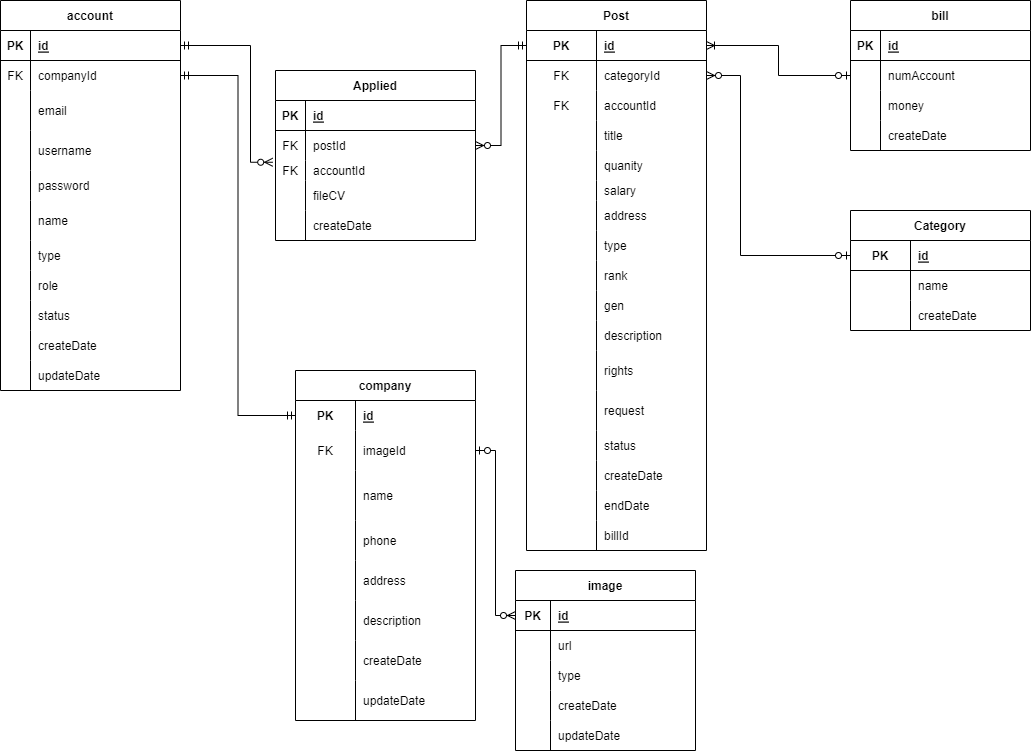 account
PK id
FK companyId
email
username
password
name
type
role
status
createDate
updateDate
Applied
PK id
FK postId
FK accountId
fileCV
createDate
Post
PK id
FK categoryId
FK accountId
title
quanity
salary
address
type
rank
gen
description
rights
request
status
createDate
endDate
billId
bill
PK id
numAccount
money
createDate
Category
PK id
name
createDate
company
PK id
FK imageId
name
phone
address
description
createDate
updateDate
image
PK id
url
type
createDate
updateDate